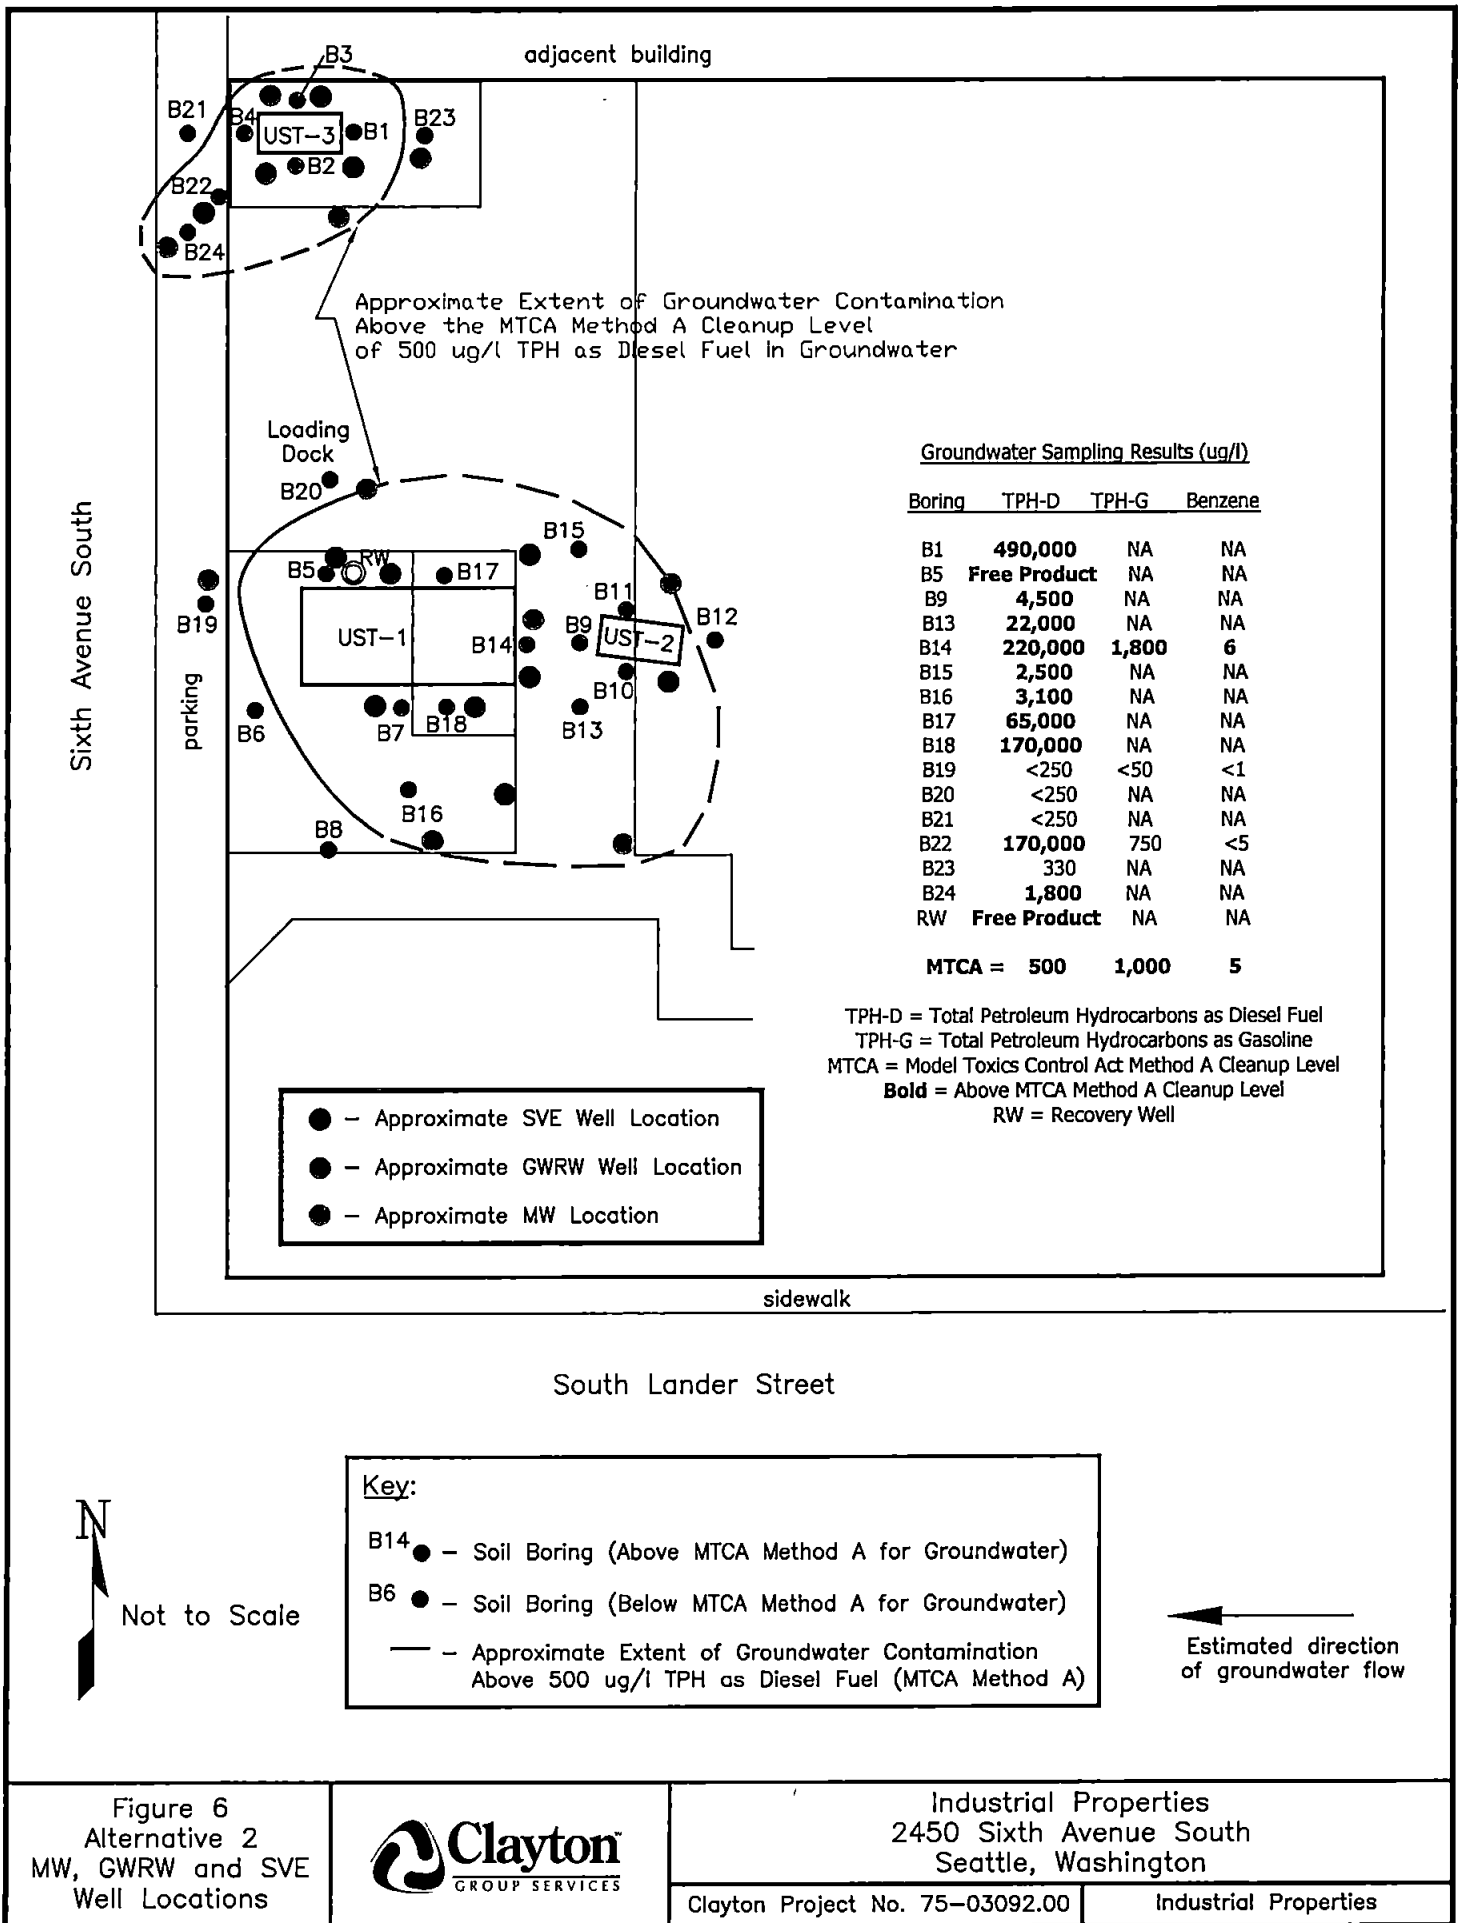 adjacent building
B3
B21
B4
UST-3
B1
B23
B2
B22
B24
Approximate Extent of Groundwater Contamination
Above the MTCA Method A Cleanup Level
of 500 ug/l TPH as Diesel Fuel in Groundwater
Loading
Dock
B20
Sixth Avenue South
parking
B15
B5
RW
B17
B11
B19
UST-1
B14
B9
UST-2
B12
B10
B6
B7
B18
B13
B16
B8
Groundwater Sampling Results (ug/l)
Boring TPH-D TPH-G Benzene
B1 490,000 NA NA
B5 Free Product NA NA
B9 4,500 NA NA
B13 22,000 NA NA
B14 220,000 1,800 6
B15 2,500 NA NA
B16 3,100 NA NA
B17 65,000 NA NA
B18 170,000 NA NA
B19 <250 <50 <1
B20 <250 NA NA
B21 <250 NA NA
B22 170,000 750 <5
B23 330 NA NA
B24 1,800 NA NA
RW Free Product NA NA
MTCA = 500 1,000 5
TPH-D = Total Petroleum Hydrocarbons as Diesel Fuel
TPH-G = Total Petroleum Hydrocarbons as Gasoline
MTCA = Model Toxics Control Act Method A Cleanup Level
Bold = Above MTCA Method A Cleanup Level
RW = Recovery Well
– Approximate SVE Well Location
– Approximate GWRW Well Location
– Approximate MW Location
sidewalk
South Lander Street
N
Not to Scale
Key:
B14 – Soil Boring (Above MTCA Method A for Groundwater)
B6 – Soil Boring (Below MTCA Method A for Groundwater)
– Approximate Extent of Groundwater Contamination
Above 500 ug/l TPH as Diesel Fuel (MTCA Method A)
Estimated direction
of groundwater flow
Figure 6
Alternative 2
MW, GWRW and SVE
Well Locations
Clayton™
GROUP SERVICES
Industrial Properties
2450 Sixth Avenue South
Seattle, Washington
Clayton Project No. 75-03092.00
Industrial Properties